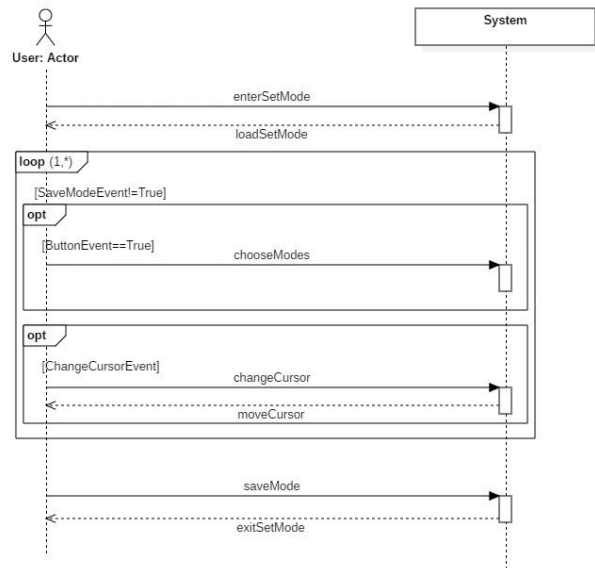 System
User: Actor
enterSetMode
loadSetMode
loop (1,*)
[SaveModeEvent!=True]
opt
[ButtonEvent==True]
chooseModes
opt
[ChangeCursorEvent]
changeCursor
moveCursor
saveMode
exitSetMode